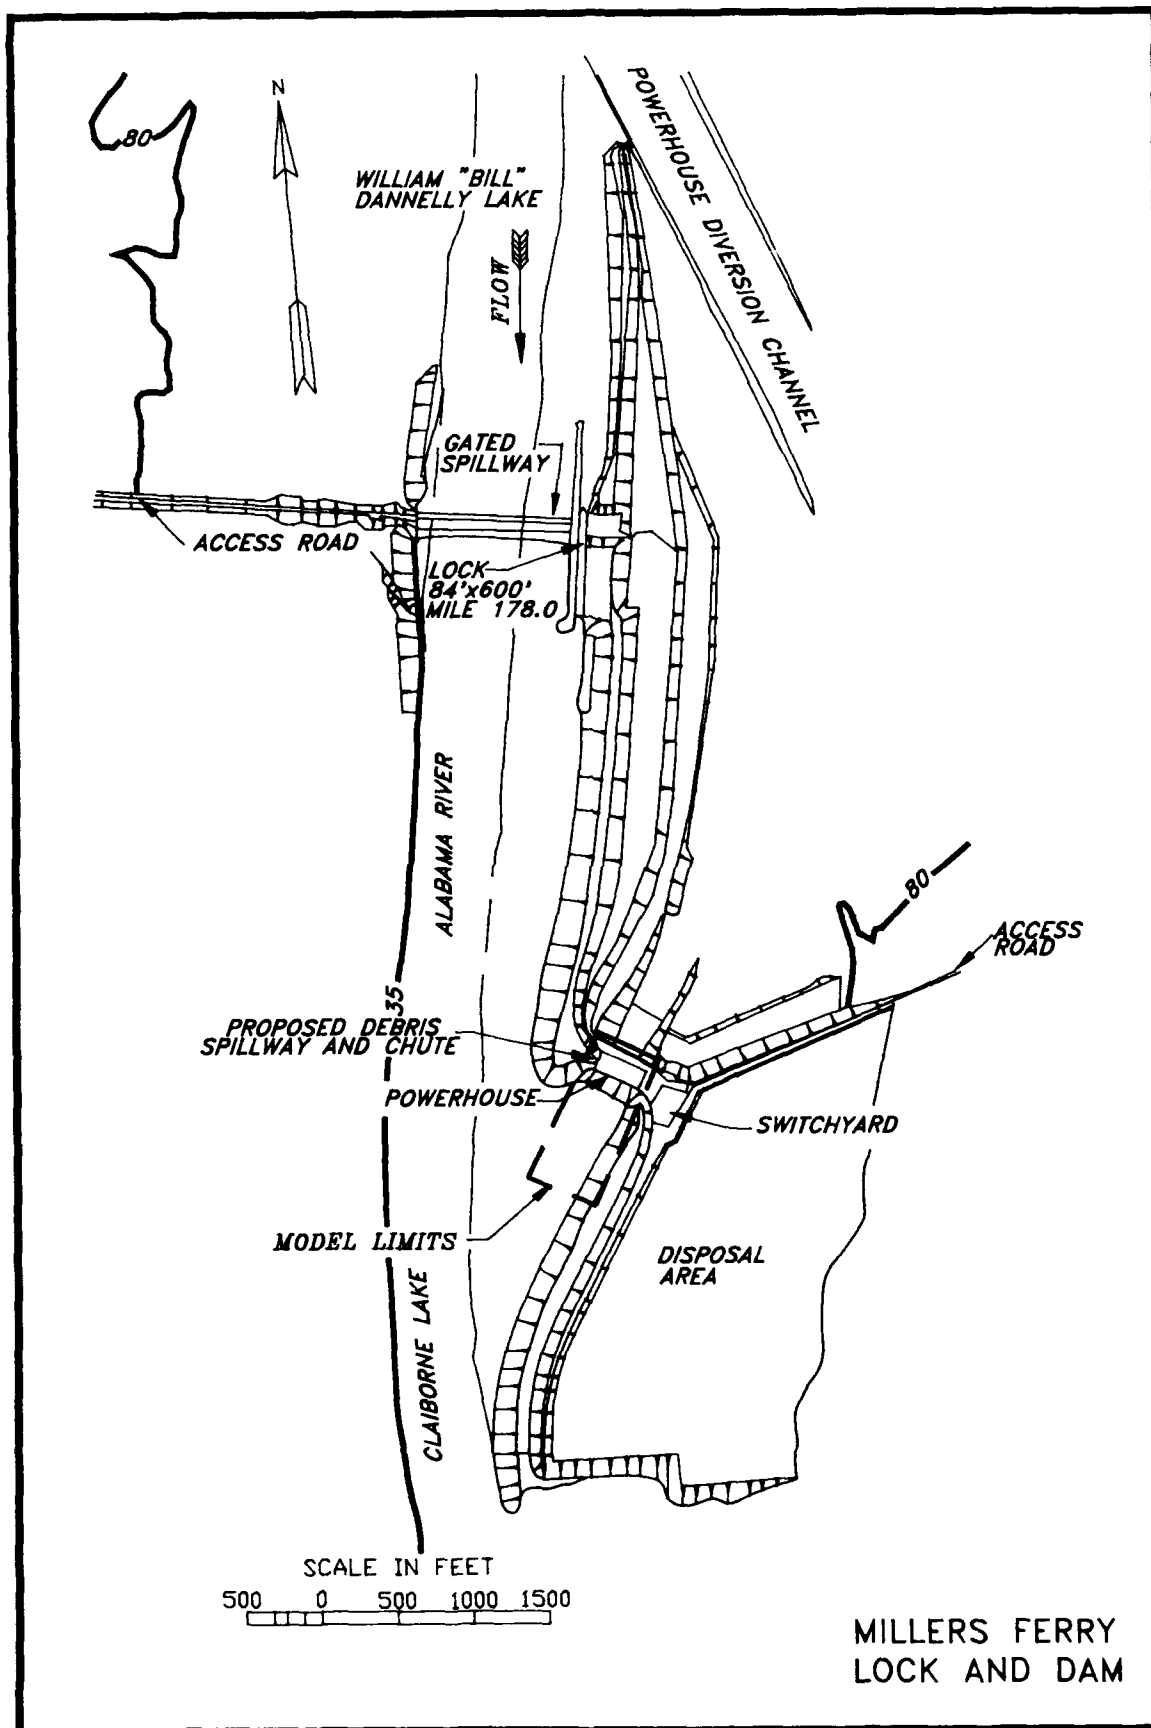 80
N
WILLIAM "BILL"
DANNELLY LAKE
FLOW
POWERHOUSE DIVERSION CHANNEL
GATED
SPILLWAY
ACCESS ROAD
LOCK
84'x600'
MILE 178.0
ALABAMA RIVER
80
ACCESS
ROAD
35
PROPOSED DEBRIS
SPILLWAY AND CHUTE
POWERHOUSE
SWITCHYARD
MODEL LIMITS
DISPOSAL
AREA
CLAIBORNE LAKE
SCALE IN FEET
500 0 500 1000 1500
MILLERS FERRY
LOCK AND DAM